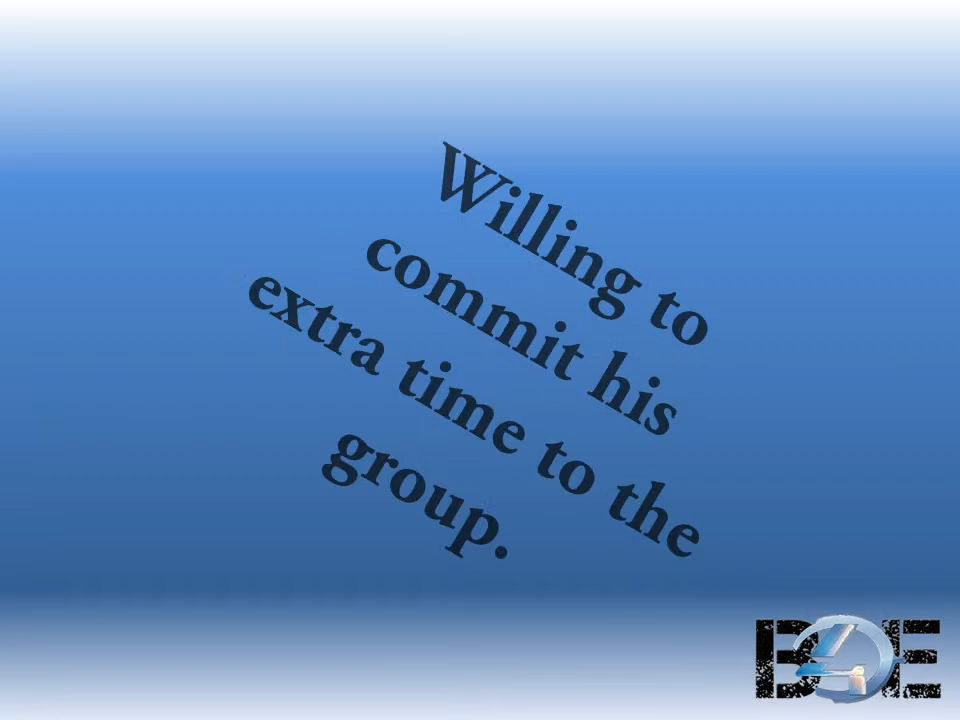 Willing to
commit his
extra time to the
group.